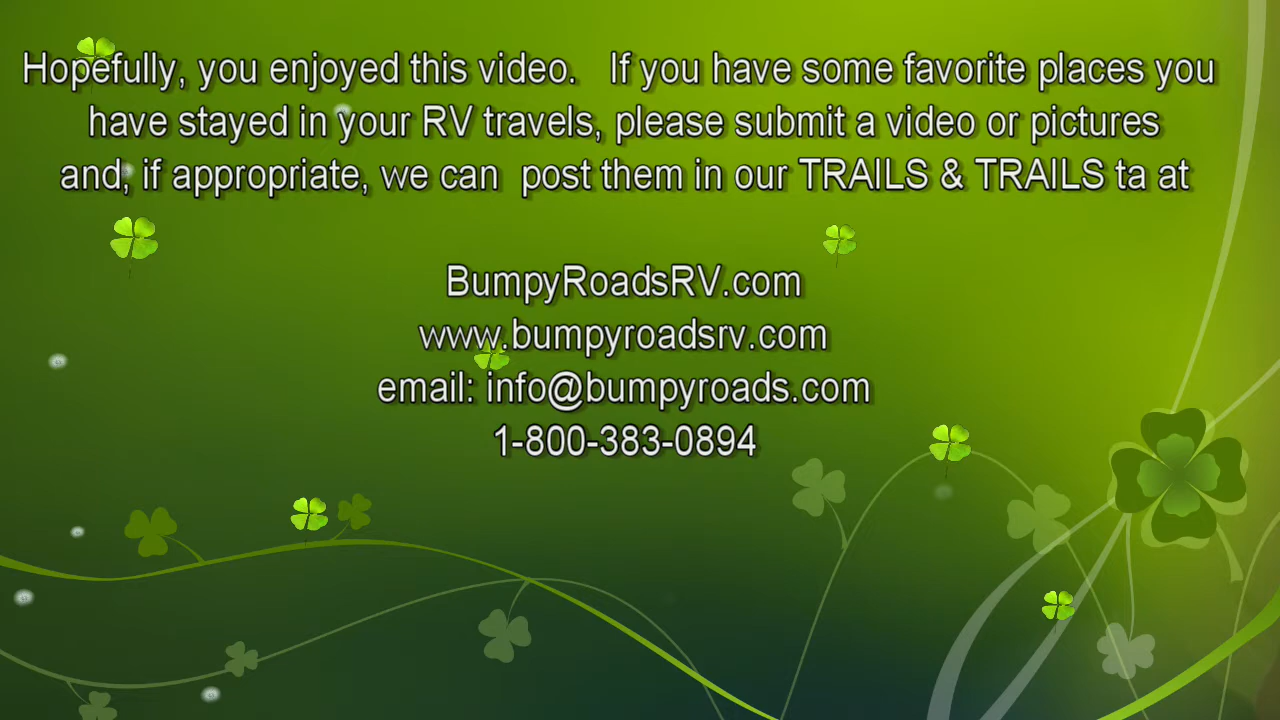 Hopefully, you enjoyed this video.   If you have some favorite places you
have stayed in your RV travels, please submit a video or pictures
and, if appropriate, we can  post them in our TRAILS & TRAILS ta at
BumpyRoadsRV.com
www.bumpyroadsrv.com
email: info@bumpyroads.com
1-800-383-0894